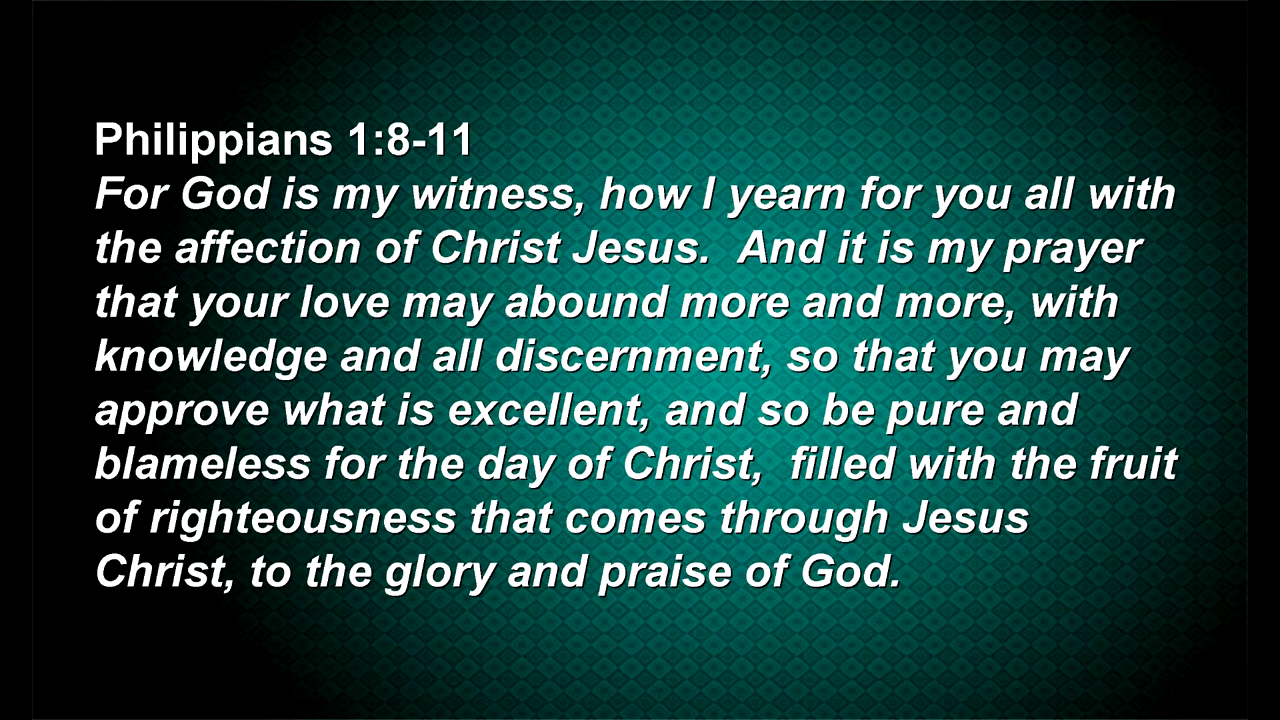 Philippians 1:8-11
For God is my witness, how I yearn for you all with
the affection of Christ Jesus.  And it is my prayer
that your love may abound more and more, with
knowledge and all discernment, so that you may
approve what is excellent, and so be pure and
blameless for the day of Christ,  filled with the fruit
of righteousness that comes through Jesus
Christ, to the glory and praise of God.